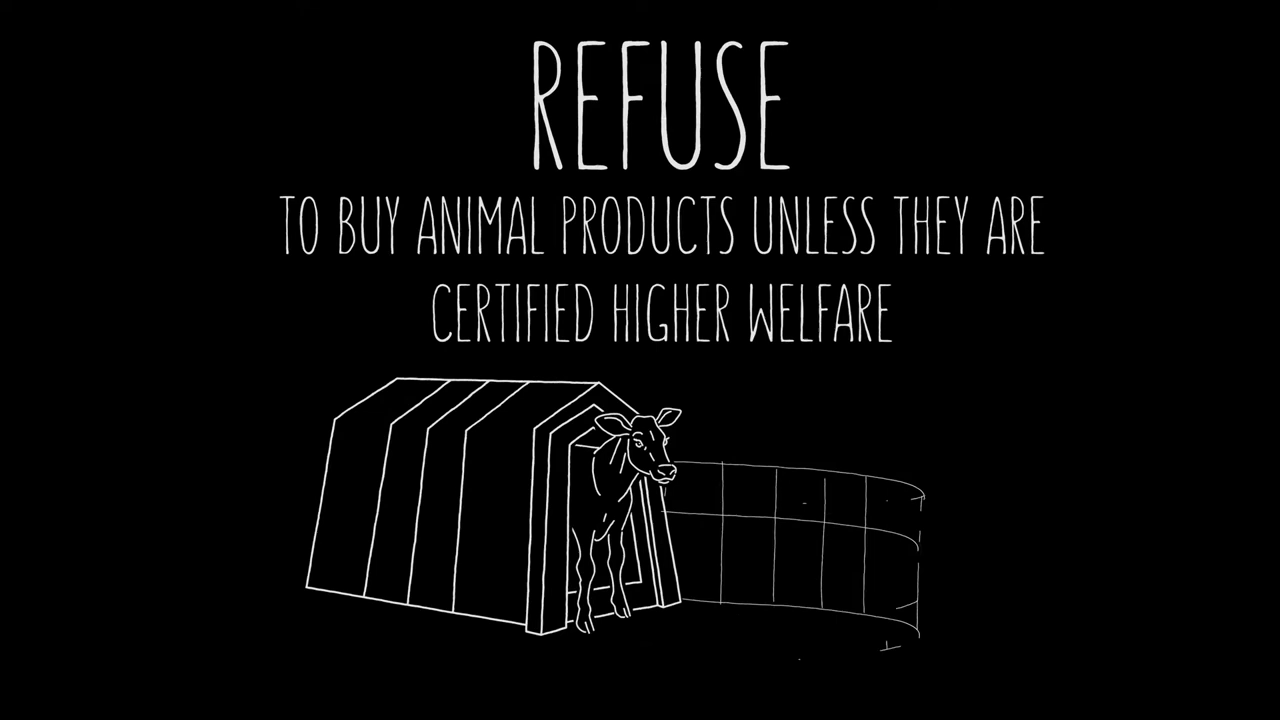 REFUSE
TO BUY ANIMAL PRODUCTS UNLESS THEY ARE
CERTIFIED HIGHER WELFARE